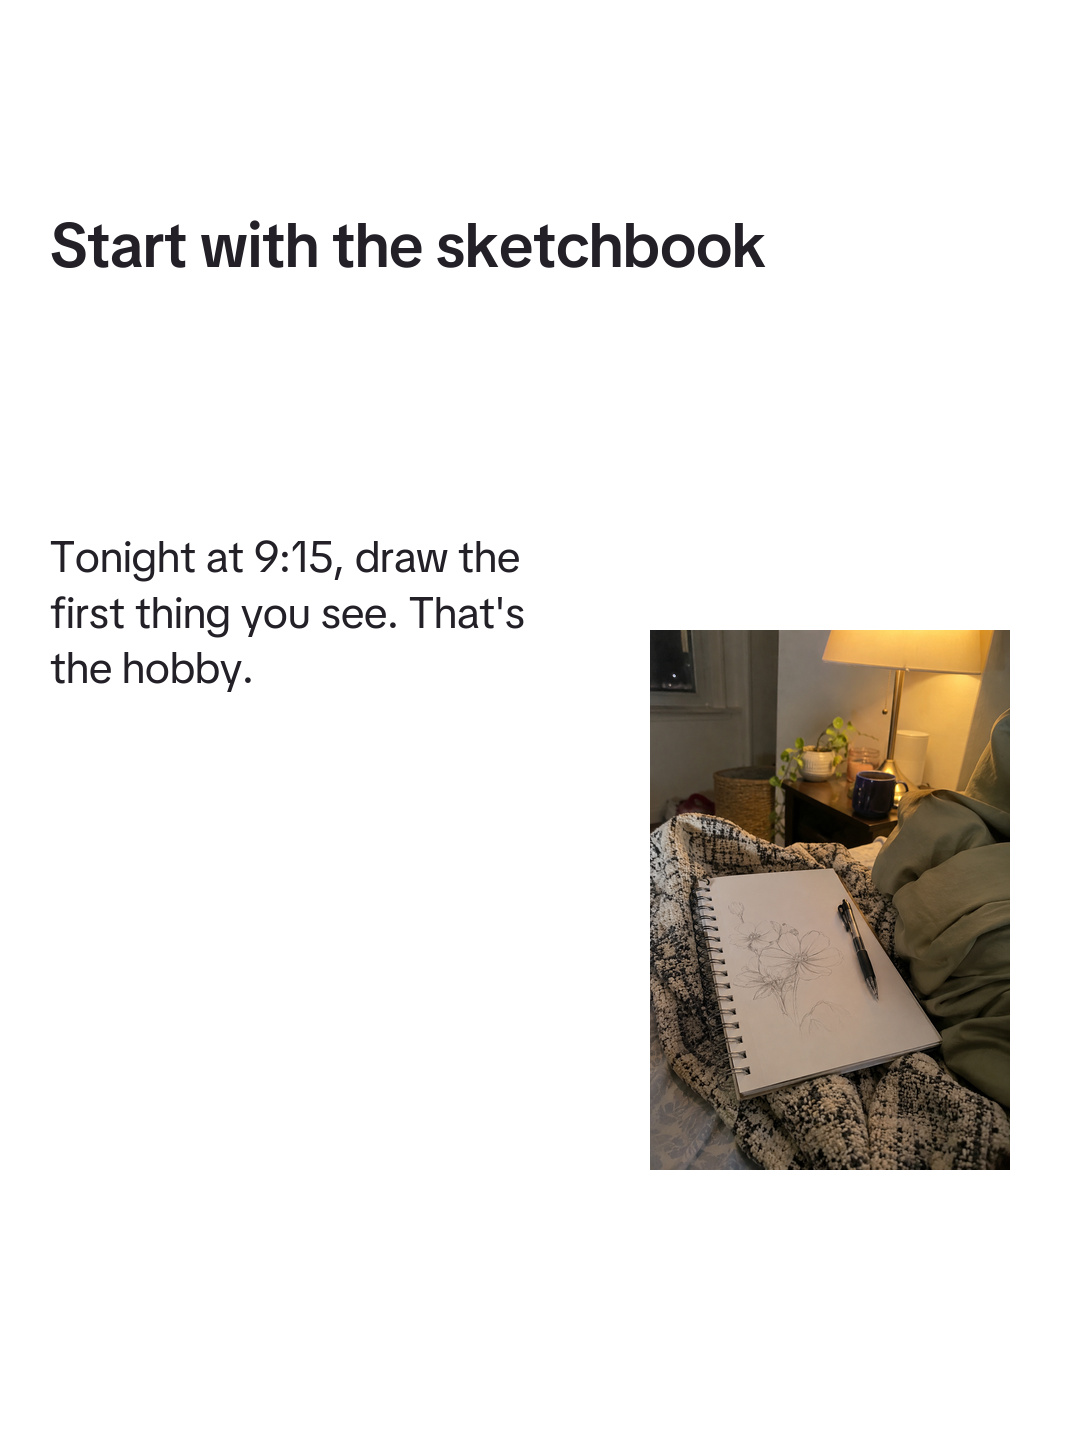 Start with the sketchbook
Tonight at 9:15, draw the
first thing you see. That's
the hobby.